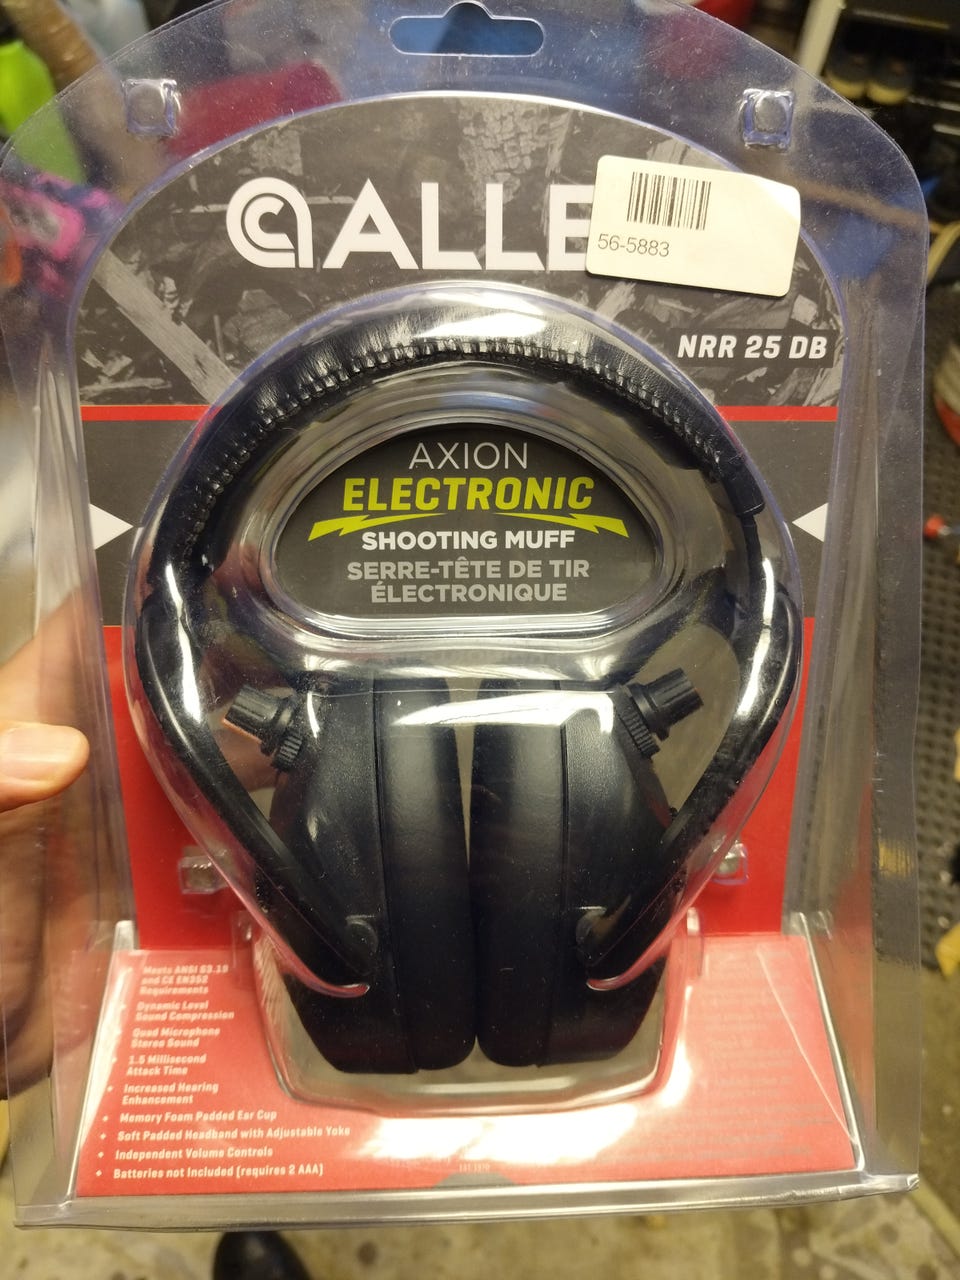 ALLE
56-5883
NRR 25 DB
AXION
ELECTRONIC
SHOOTING MUFF
SERRE-TÊTE DE TIR
ÉLECTRONIQUE
Meets ANSI S3.19
and CE EN352
Requirements
Dynamic Level
Sound Compression
Quad Microphone
Stereo Sound
1.5 Millisecond
Attack Time
Increased Hearing
Enhancement
Memory Foam Padded Ear Cup
Soft Padded Headband with Adjustable Yoke
Independent Volume Controls
Batteries not Included (requires 2 AAA)
EST. 1970